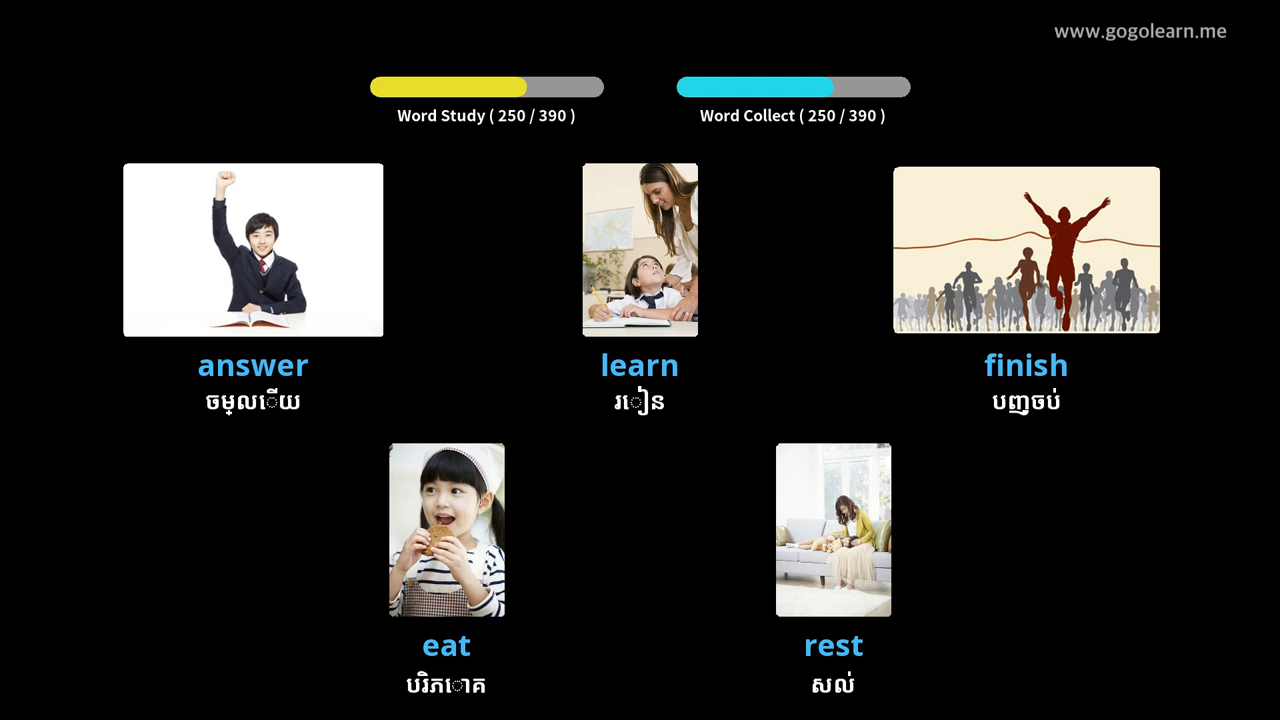 www.gogolearn.me
Word Study ( 250 / 390 )
Word Collect ( 250 / 390 )
answer
ចម្លើយ
learn
រៀន
finish
បញ្ចប់
eat
បរិភោគ
rest
សល់